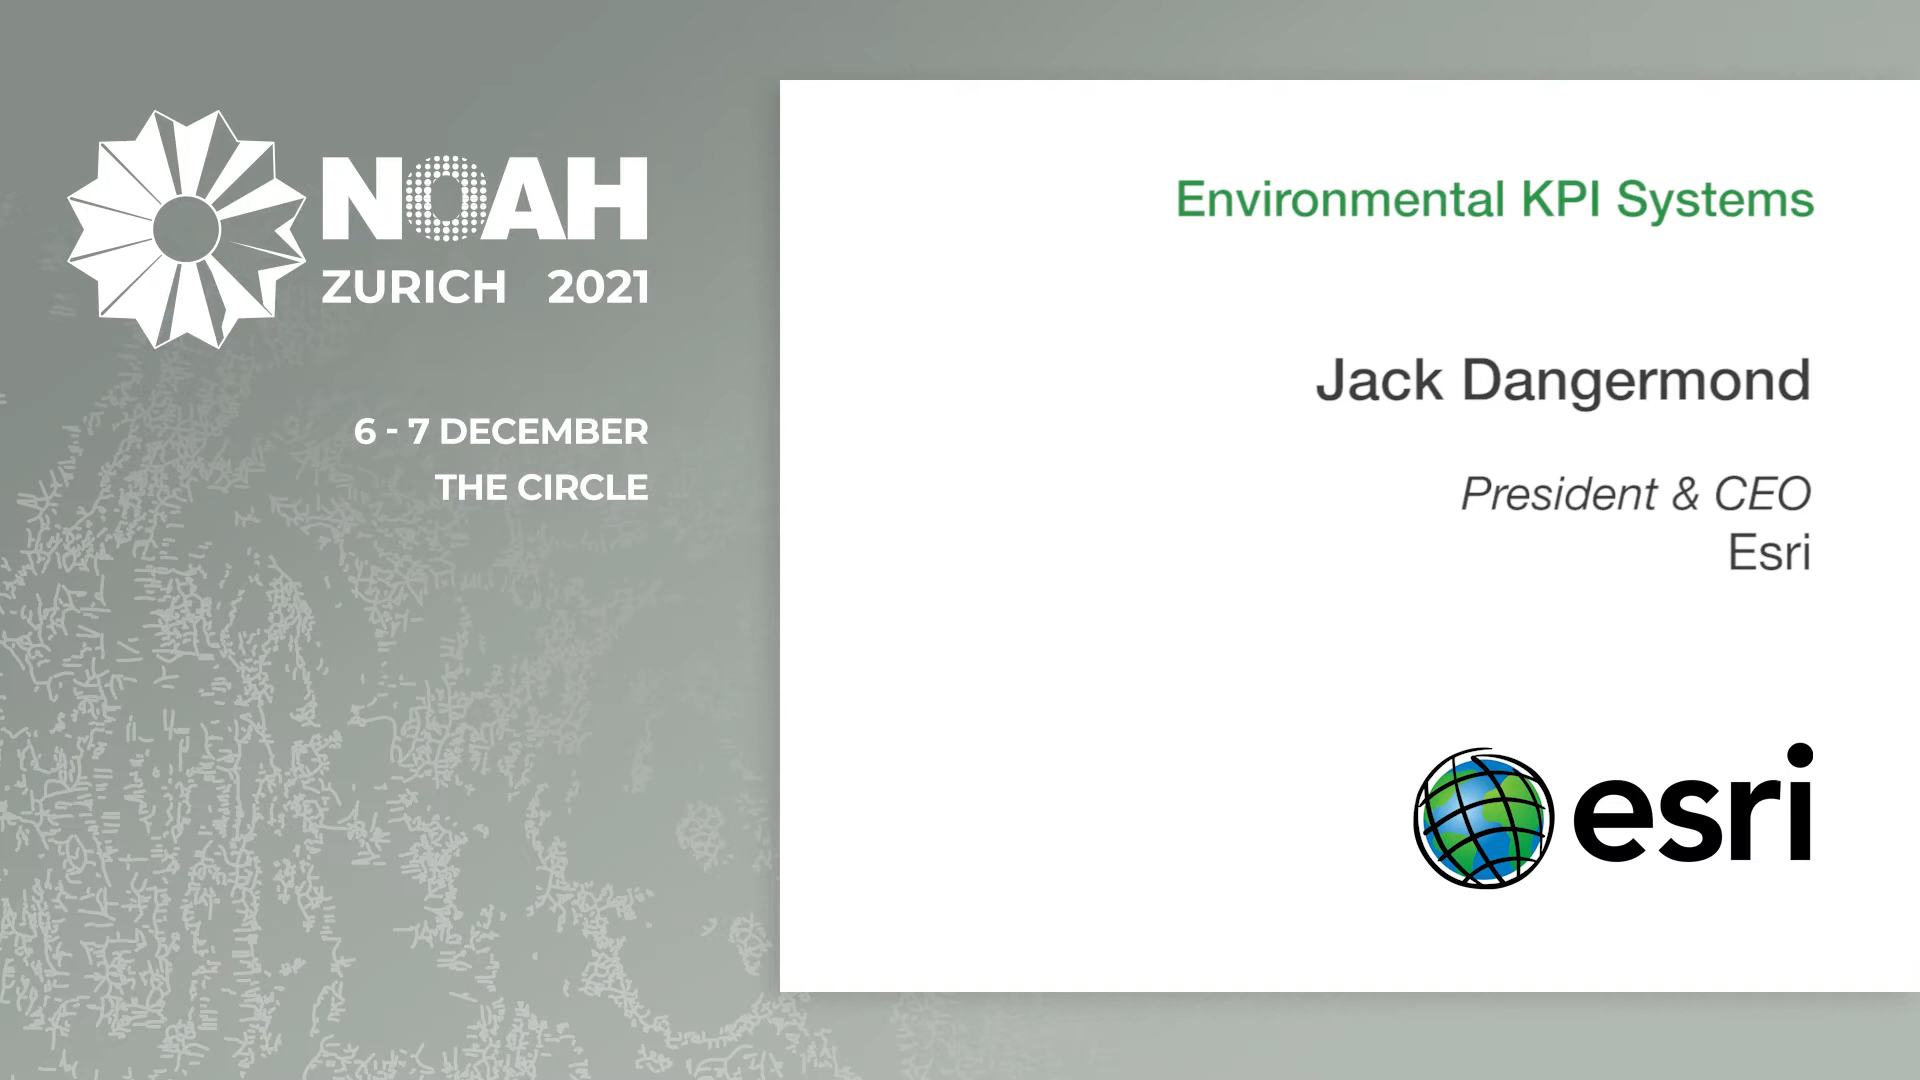 NOAH
ZURICH 2021
6 - 7 DECEMBER
THE CIRCLE
Environmental KPI Systems
Jack Dangermond
President & CEO
Esri
esri